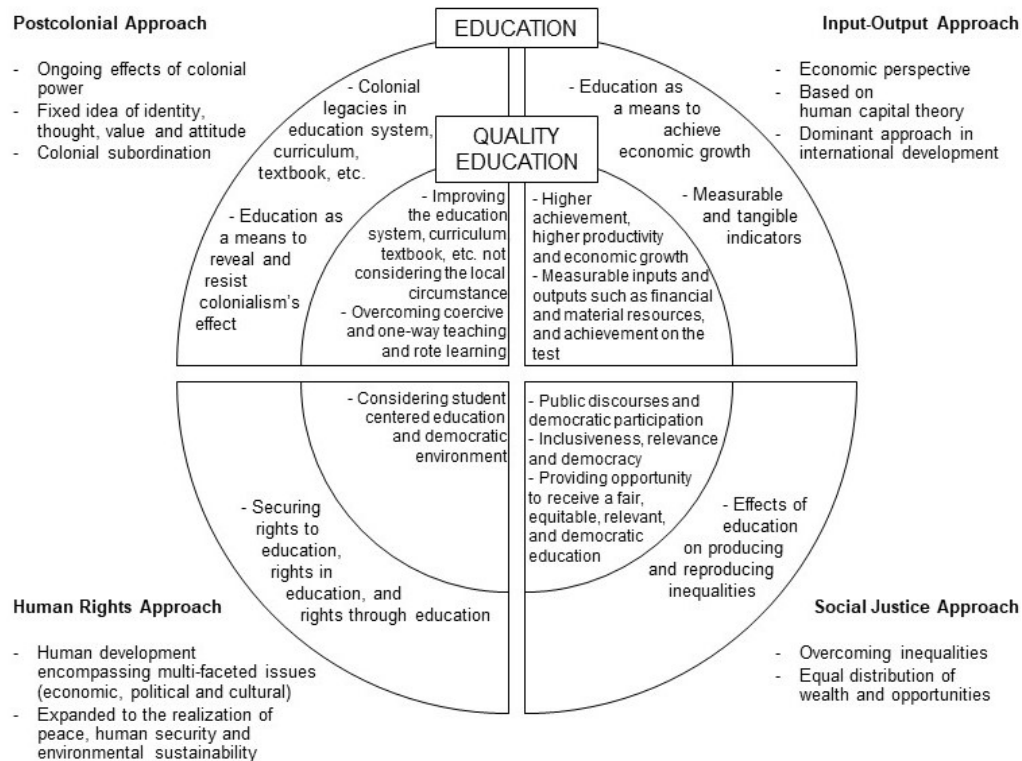 EDUCATION
QUALITY
EDUCATION
Postcolonial Approach
- Ongoing effects of colonial
power
- Fixed idea of identity,
thought, value and attitude
- Colonial subordination
- Colonial
legacies in
education system,
curriculum,
textbook, etc.
- Education as
a means to
reveal and
resist
colonialism's
effect
- Improving
the education
system, curriculum
textbook, etc. not
considering the local
circumstance
- Overcoming coercive
and one-way teaching
and rote learning
Input-Output Approach
- Economic perspective
- Based on
human capital theory
- Dominant approach in
international development
- Education as
a means to
achieve
economic growth
- Measurable
and tangible
indicators
- Higher
achievement,
higher productivity
and economic growth
- Measurable inputs and
outputs such as financial
and material resources,
and achievement on the
test
- Considering student
centered education
and democratic
environment
- Securing
rights to
education,
rights in
education, and
rights through education
Human Rights Approach
- Human development
encompassing multi-faceted issues
(economic, political and cultural)
- Expanded to the realization of
peace, human security and
environmental sustainability
- Public discourses and
democratic participation
- Inclusiveness, relevance
and democracy
- Providing opportunity
to receive a fair,
equitable, relevant,
and democratic
education
- Effects of
education
on producing
and reproducing
inequalities
Social Justice Approach
- Overcoming inequalities
- Equal distribution of
wealth and opportunities